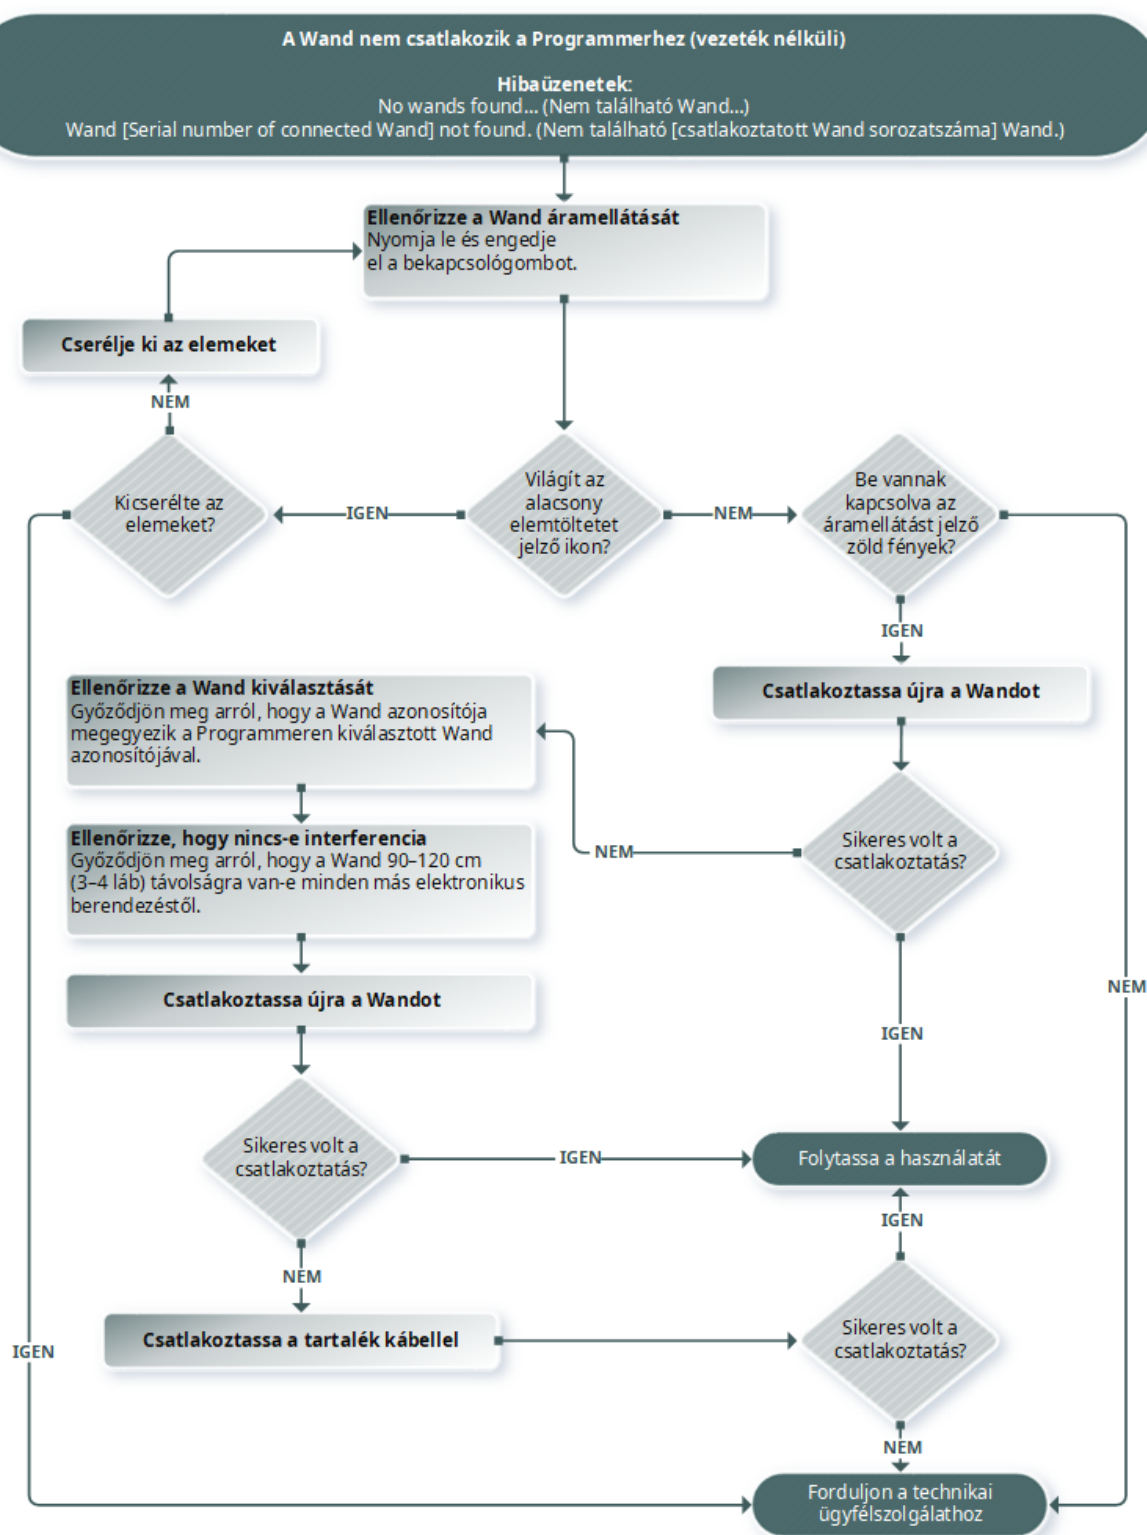 A Wand nem csatlakozik a Programmerhez (vezeték nélküli)
Hibaüzenetek:
No wands found... (Nem található Wand...)
Wand [Serial number of connected Wand] not found. (Nem található [csatlakoztatott Wand sorozatszáma] Wand.)
Ellenőrizze a Wand áramellátását
Nyomja le és engedje
el a bekapcsológombot.
Cserélje ki az elemeket
NEM
Kicserélte az
elemeket?
IGEN
Világít az
alacsony
elemtöltetet
jelző ikon?
NEM
Be vannak
kapcsolva az
áramellátást jelző
zöld fények?
IGEN
Csatlakoztassa újra a Wandot
Ellenőrizze a Wand kiválasztását
Győződjön meg arról, hogy a Wand azonosítója
megegyezik a Programmeren kiválasztott Wand
azonosítójával.
Ellenőrizze, hogy nincs-e interferencia
Győződjön meg arról, hogy a Wand 90–120 cm
(3–4 láb) távolságra van-e minden más elektronikus
berendezéstől.
NEM
Sikeres volt a
csatlakoztatás?
Csatlakoztassa újra a Wandot
NEM
IGEN
Sikeres volt a
csatlakoztatás?
IGEN
Folytassa a használatát
IGEN
NEM
Csatlakoztassa a tartalék kábellel
Sikeres volt a
csatlakoztatás?
IGEN
NEM
Forduljon a technikai
ügyfélszolgálathoz